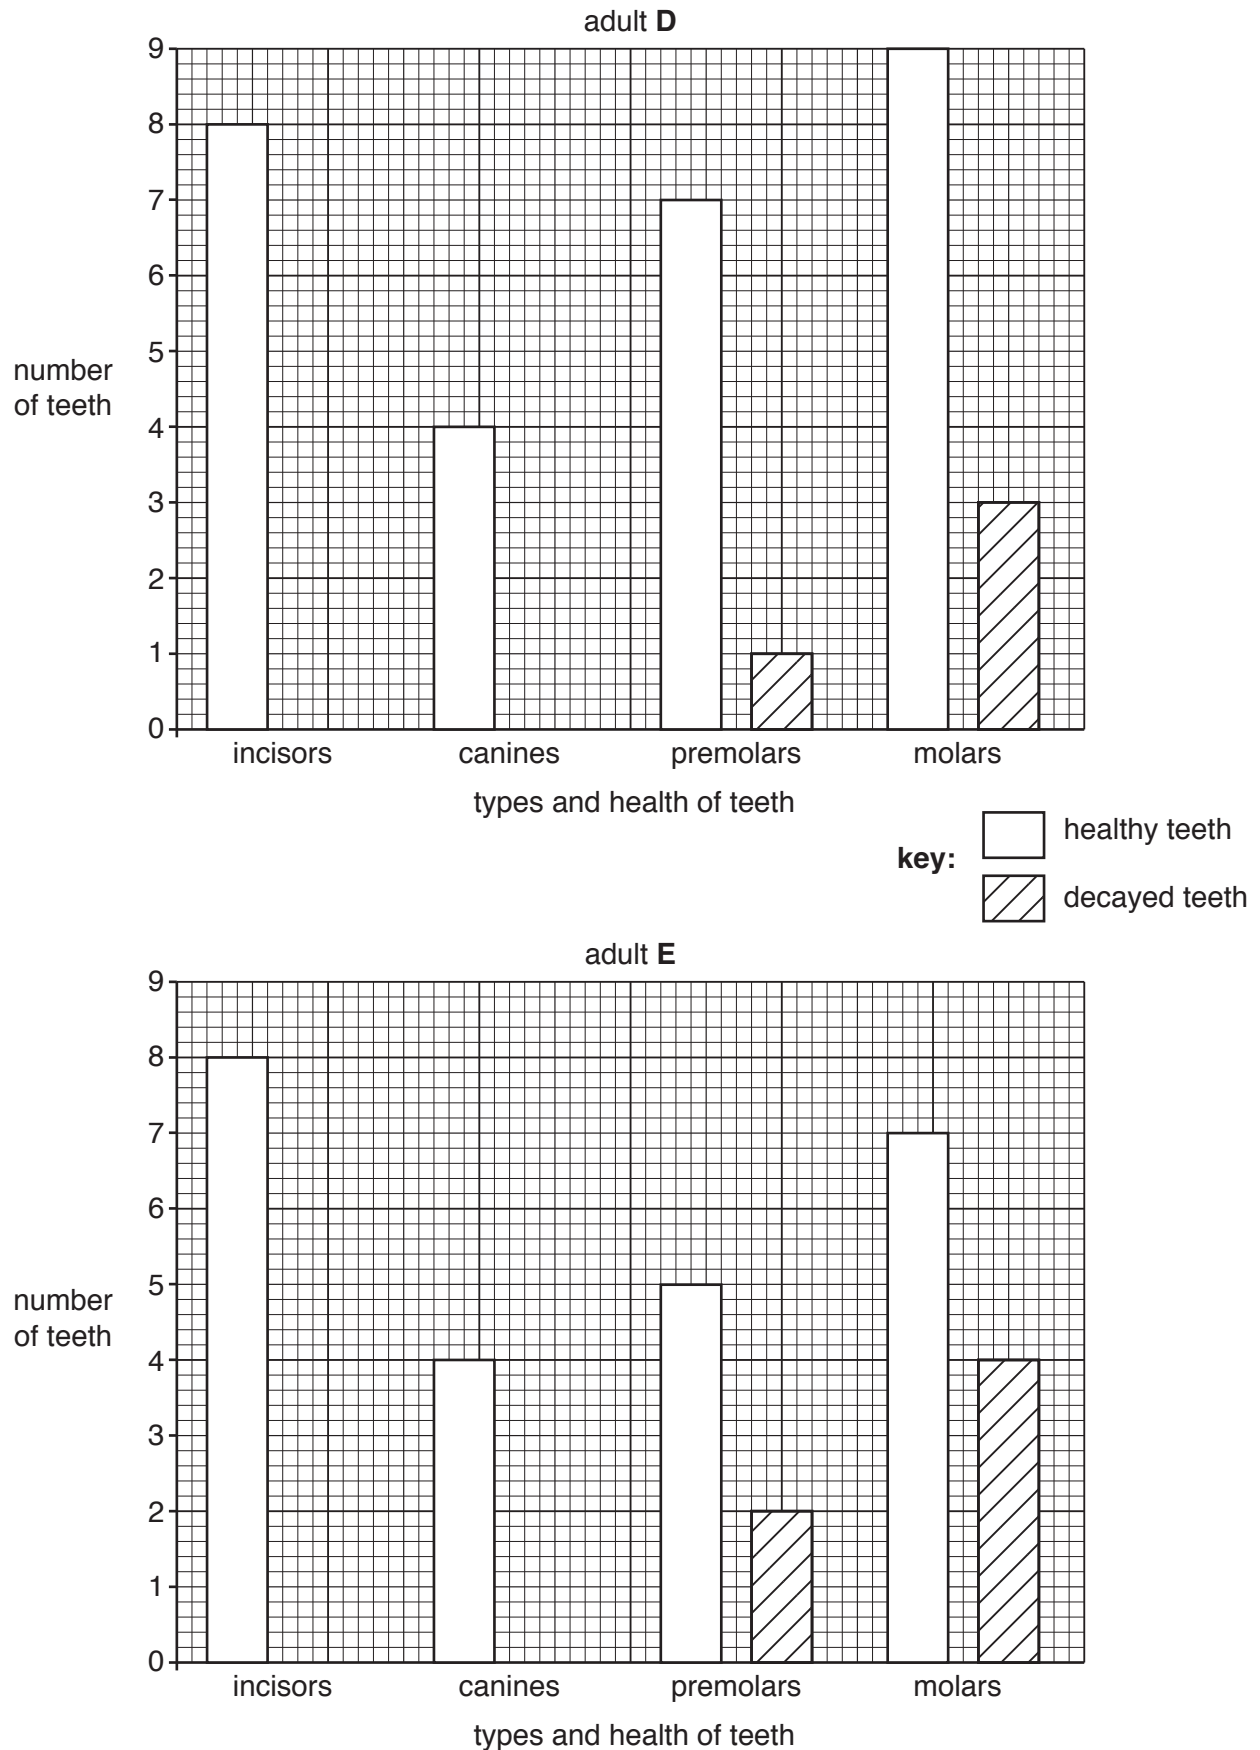 adult D
9
8
7
6
5
4
3
2
1
0
number
of teeth
incisors canines premolars molars
types and health of teeth
key:
healthy teeth
decayed teeth
adult E
9
8
7
6
5
4
3
2
1
0
number
of teeth
incisors canines premolars molars
types and health of teeth